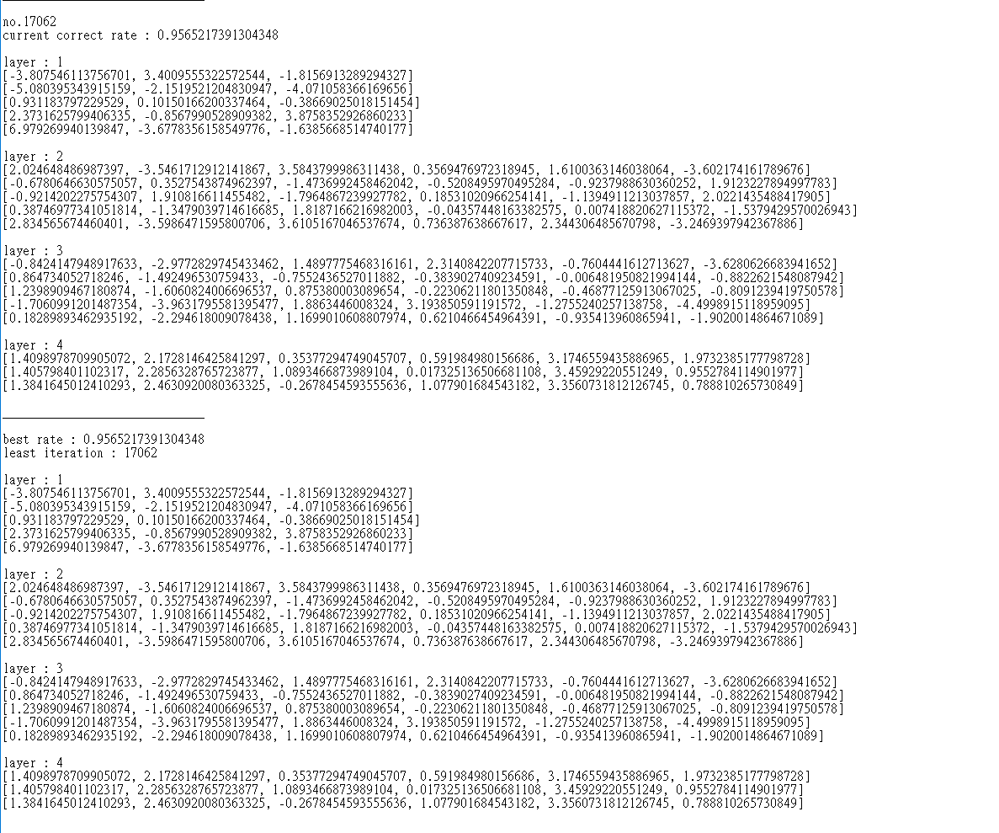 no.17062
current correct rate : 0.9565217391304348
layer : 1
[-3.807546113756701, 3.4009555322572544, -1.8156913289294327]
[-5.080395343915159, -2.1519521204830947, -4.071058366169656]
[0.931183797229529, 0.10150166200337464, -0.38669025018151454]
[2.3731625799406335, -0.8567990528909382, 3.8758352926860233]
[6.979269940139847, -3.6778356158549776, -1.6385668514740177]
layer : 2
[2.024648486987397, -3.5461712912141867, 3.5843799986311438, 0.3569476972318945, 1.6100363146038064, -3.602174161789676]
[-0.6780646630575057, 0.3527543874962397, -1.4736992458462042, -0.5208495970495284, -0.9237988630360252, 1.9123227894997783]
[-0.9214202275754307, 1.910816611455482, -1.7964867239927782, 0.18531020966254141, -1.1394911213037857, 2.0221435488417905]
[0.38746977341051814, -1.3479039714616685, 1.8187166216982003, -0.04357448163382575, 0.007418820627115372, -1.5379429570026943]
[2.834565674460401, -3.5986471595800706, 3.6105167046537674, 0.736387638667617, 2.344306485670798, -3.2469397942367886]
layer : 3
[-0.8424147948917633, -2.9772829745433462, 1.4897775468316161, 2.3140842207715733, -0.7604441612713627, -3.6280626683941652]
[0.864734052718246, -1.492496530759433, -0.7552436527011882, -0.3839027409234591, -0.006481950821994144, -0.8822621548087942]
[1.2398909467180874, -1.6060824006696537, 0.875380003089654, -0.22306211801350848, -0.46877125913067025, -0.8091239419750578]
[-1.7060991201487354, -3.9631795581395477, 1.8863446008324, 3.193850591191572, -1.2755240257138758, -4.4998915118959095]
[0.18289893462935192, -2.294618009078438, 1.1699010608807974, 0.6210466454964391, -0.935413960865941, -1.9020014864671089]
layer : 4
[1.4098978709905072, 2.1728146425841297, 0.35377294749045707, 0.591984980156686, 3.1746559435886965, 1.9732385177798728]
[1.405798401102317, 2.2856328765723877, 1.0893466873989104, 0.017325136506681108, 3.45929220551249, 0.9552784114901977]
[1.3841645012410293, 2.4630920080363325, -0.2678454593555636, 1.077901684543182, 3.3560731812126745, 0.788810265730849]
best rate : 0.9565217391304348
least iteration : 17062
layer : 1
[-3.807546113756701, 3.4009555322572544, -1.8156913289294327]
[-5.080395343915159, -2.1519521204830947, -4.071058366169656]
[0.931183797229529, 0.10150166200337464, -0.38669025018151454]
[2.3731625799406335, -0.8567990528909382, 3.8758352926860233]
[6.979269940139847, -3.6778356158549776, -1.6385668514740177]
layer : 2
[2.024648486987397, -3.5461712912141867, 3.5843799986311438, 0.3569476972318945, 1.6100363146038064, -3.602174161789676]
[-0.6780646630575057, 0.3527543874962397, -1.4736992458462042, -0.5208495970495284, -0.9237988630360252, 1.9123227894997783]
[-0.9214202275754307, 1.910816611455482, -1.7964867239927782, 0.18531020966254141, -1.1394911213037857, 2.0221435488417905]
[0.38746977341051814, -1.3479039714616685, 1.8187166216982003, -0.04357448163382575, 0.007418820627115372, -1.5379429570026943]
[2.834565674460401, -3.5986471595800706, 3.6105167046537674, 0.736387638667617, 2.344306485670798, -3.2469397942367886]
layer : 3
[-0.8424147948917633, -2.9772829745433462, 1.4897775468316161, 2.3140842207715733, -0.7604441612713627, -3.6280626683941652]
[0.864734052718246, -1.492496530759433, -0.7552436527011882, -0.3839027409234591, -0.006481950821994144, -0.8822621548087942]
[1.2398909467180874, -1.6060824006696537, 0.875380003089654, -0.22306211801350848, -0.46877125913067025, -0.8091239419750578]
[-1.7060991201487354, -3.9631795581395477, 1.8863446008324, 3.193850591191572, -1.2755240257138758, -4.4998915118959095]
[0.18289893462935192, -2.294618009078438, 1.1699010608807974, 0.6210466454964391, -0.935413960865941, -1.9020014864671089]
layer : 4
[1.4098978709905072, 2.1728146425841297, 0.35377294749045707, 0.591984980156686, 3.1746559435886965, 1.9732385177798728]
[1.405798401102317, 2.2856328765723877, 1.0893466873989104, 0.017325136506681108, 3.45929220551249, 0.9552784114901977]
[1.3841645012410293, 2.4630920080363325, -0.2678454593555636, 1.077901684543182, 3.3560731812126745, 0.788810265730849]